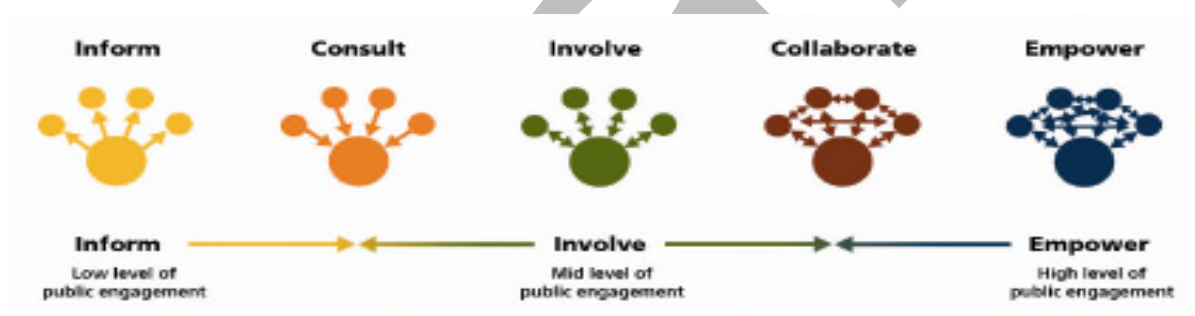 Inform Consult Involve Collaborate Empower
Inform Involve Empower
Low level of Mid level of High level of
public engagement public engagement public engagement